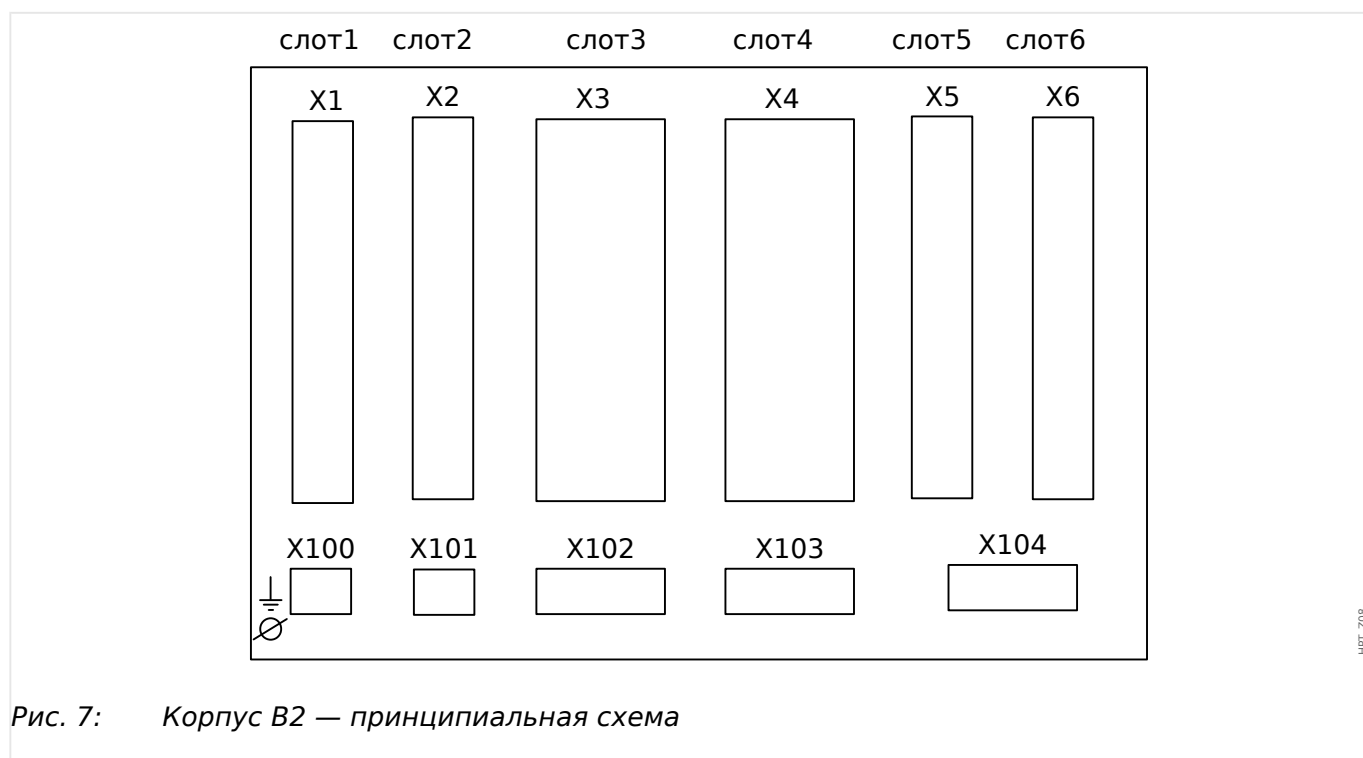 слот1 слот2 слот3 слот4 слот5 слот6
X1 X2 X3 X4 X5 X6
X100 X101 X102 X103 X104
Рис. 7: Корпус B2 — принципиальная схема